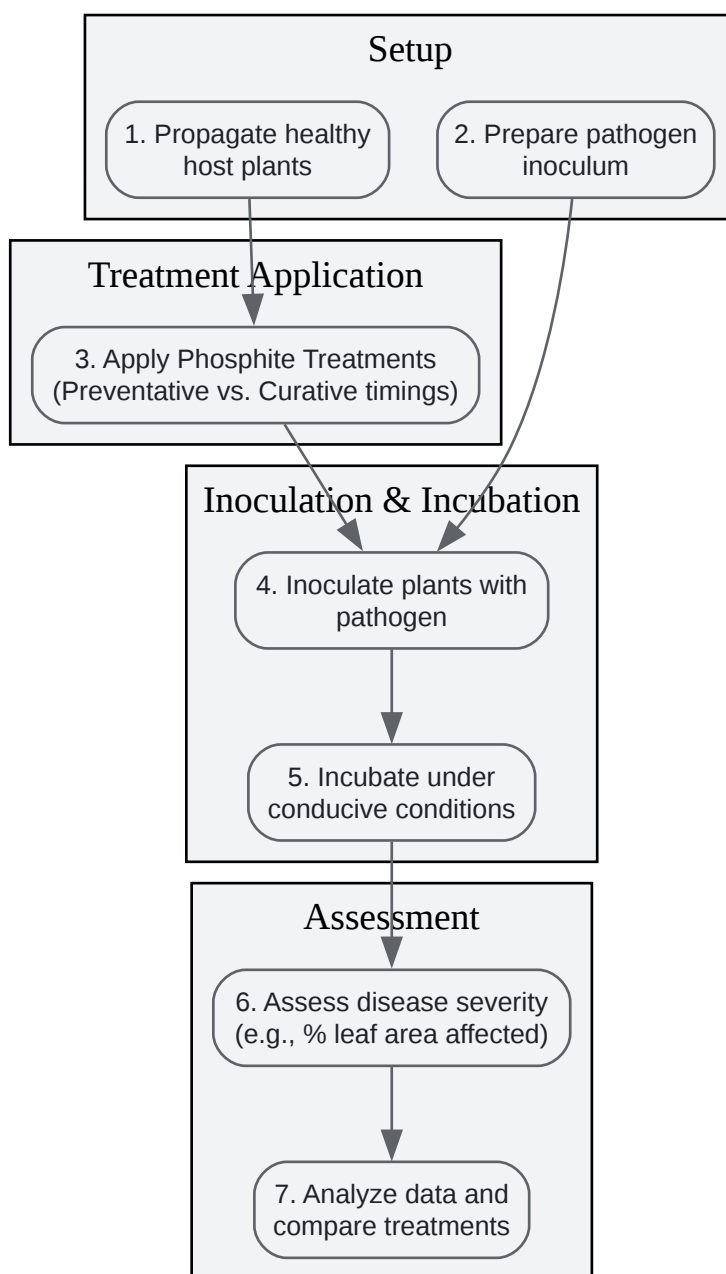 Setup
1. Propagate healthy
host plants
2. Prepare pathogen
inoculum
Treatment Application
3. Apply Phosphite Treatments
(Preventative vs. Curative timings)
Inoculation & Incubation
4. Inoculate plants with
pathogen
5. Incubate under
conducive conditions
Assessment
6. Assess disease severity
(e.g., % leaf area affected)
7. Analyze data and
compare treatments